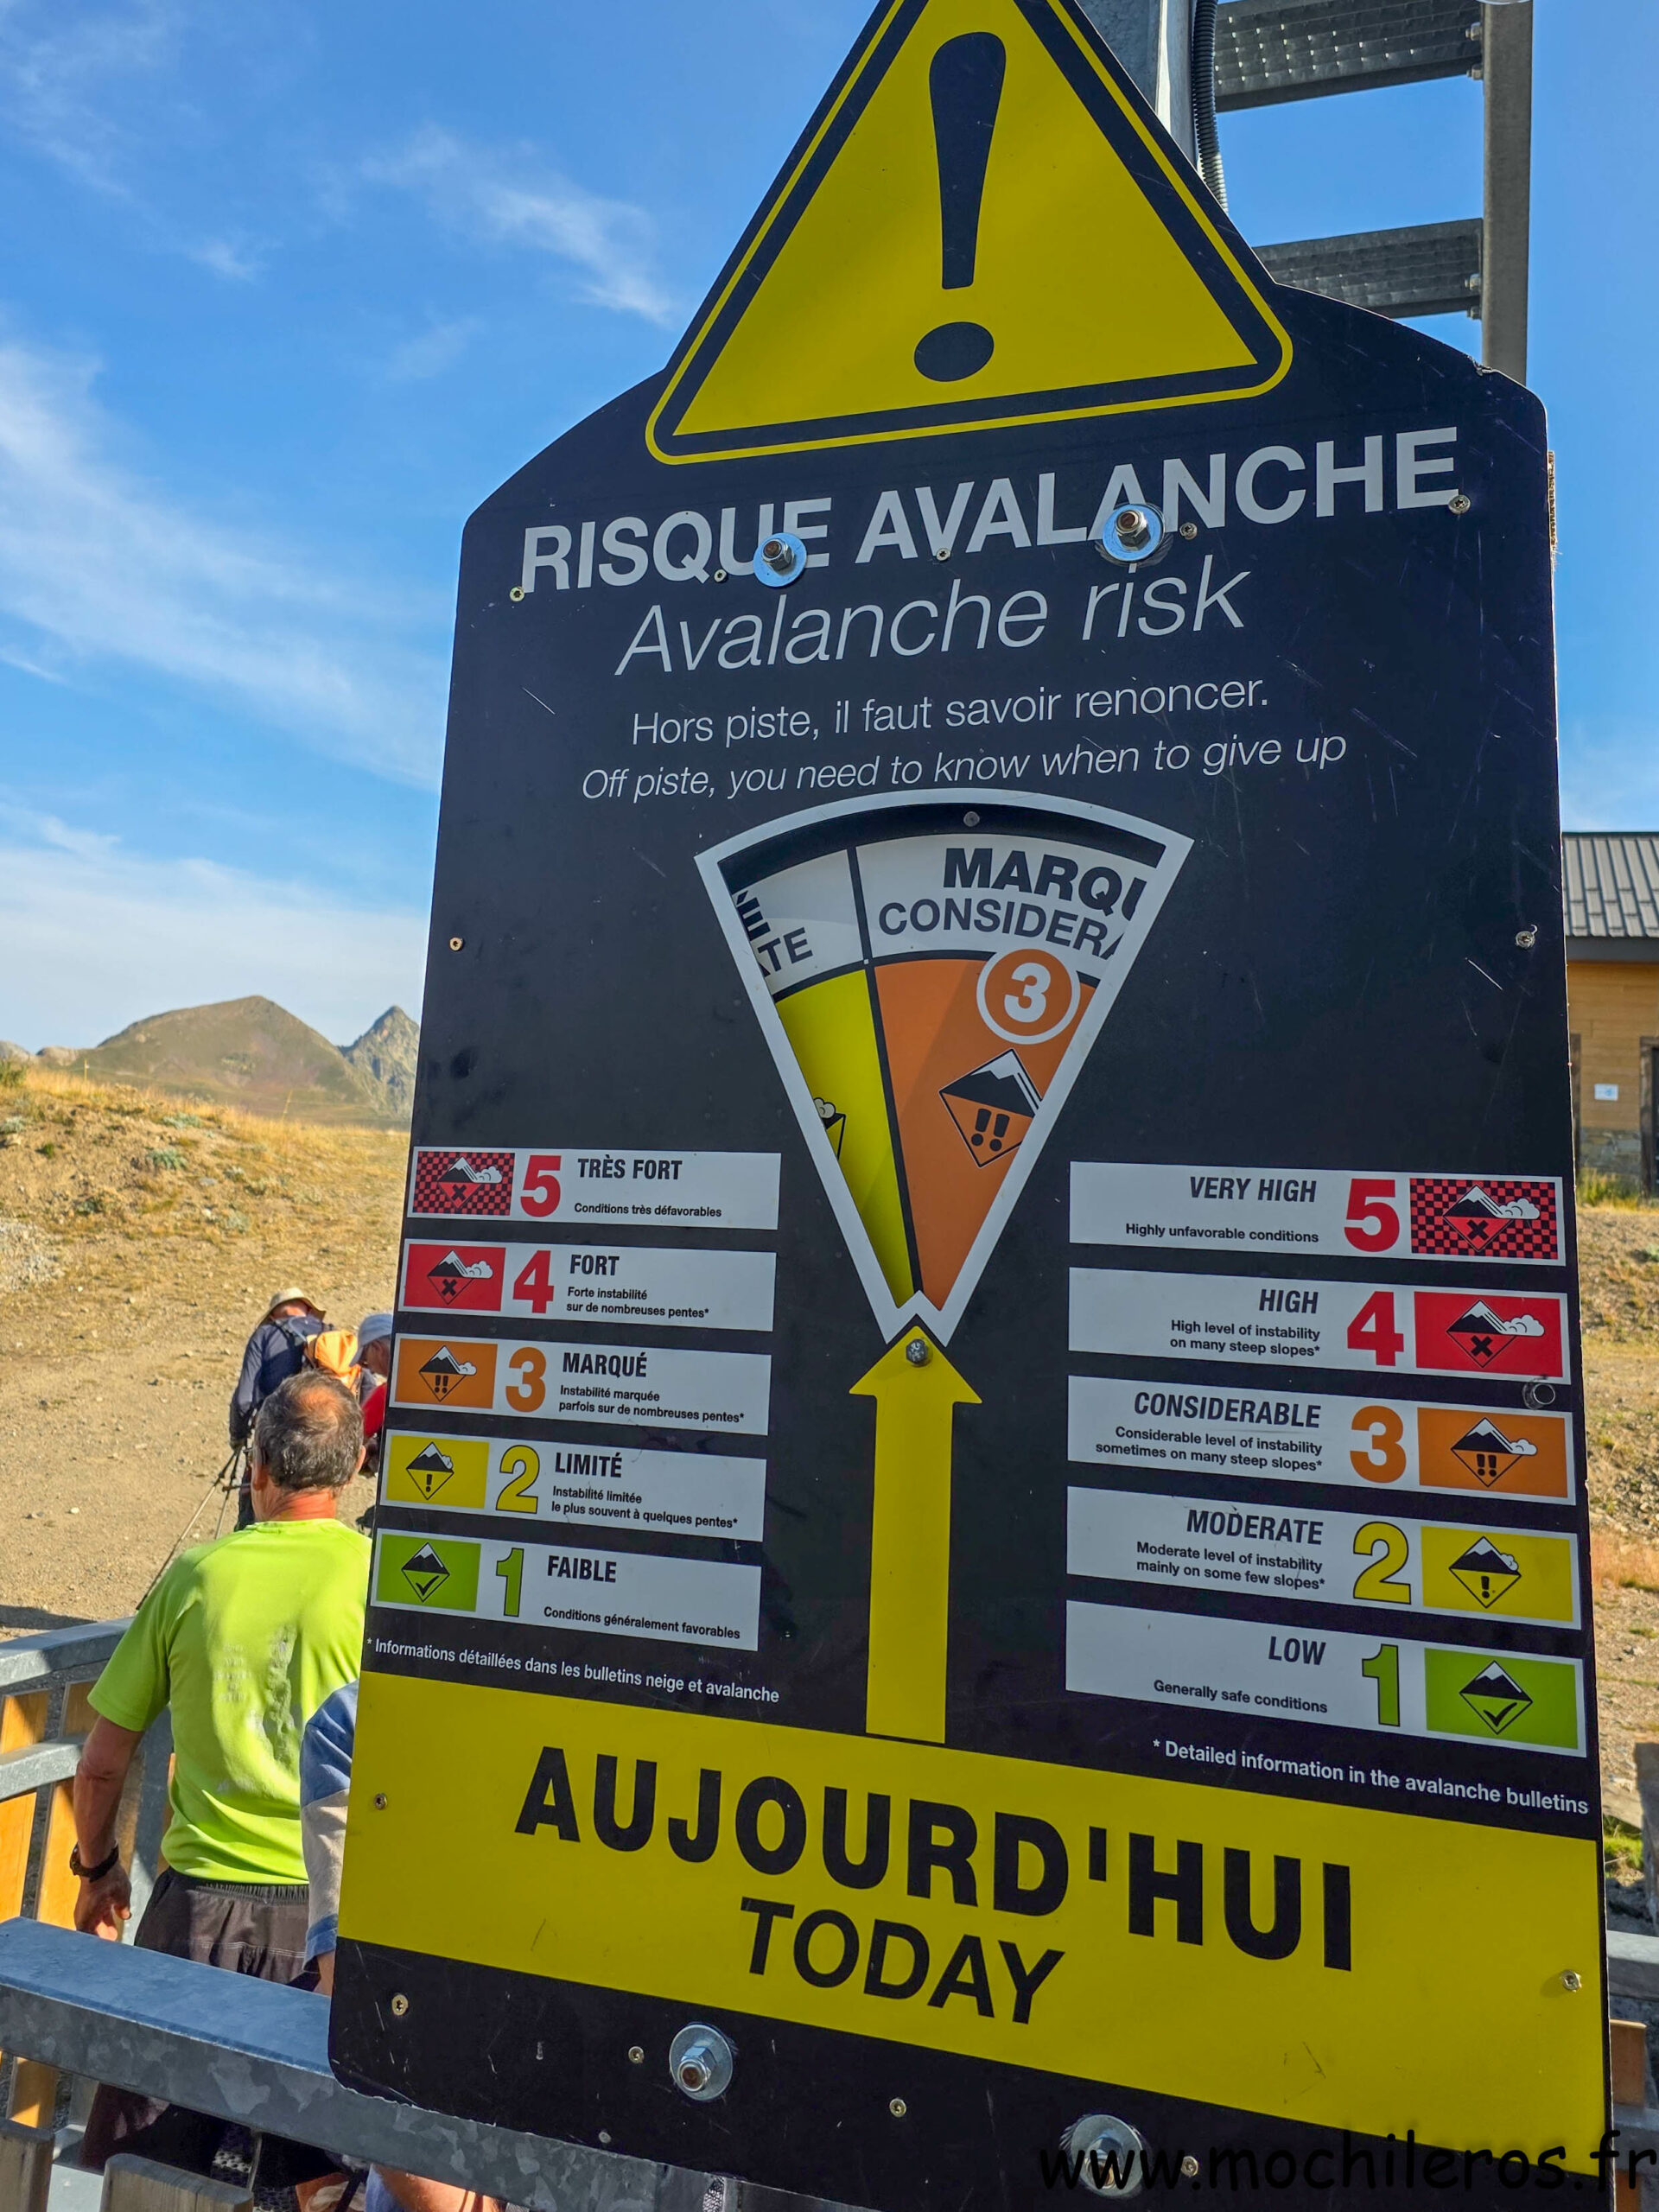 RISQUE AVALANCHE
Avalanche risk
Hors piste, il faut savoir renoncer.
Off piste, you need to know when to give up
É
TE
MARQU
CONSIDERA
3
5 TRÈS FORT
Conditions très défavorables
4 FORT
Forte instabilité
sur de nombreuses pentes*
3 MARQUÉ
Instabilité marquée
parfois sur de nombreuses pentes*
2 LIMITÉ
Instabilité limitée
le plus souvent à quelques pentes*
1 FAIBLE
Conditions généralement favorables
* Informations détaillées dans les bulletins neige et avalanche
VERY HIGH 5
Highly unfavorable conditions
HIGH 4
High level of instability
on many steep slopes*
CONSIDERABLE 3
Considerable level of instability
sometimes on many steep slopes*
MODERATE 2
Moderate level of instability
mainly on some few slopes*
LOW 1
Generally safe conditions
* Detailed information in the avalanche bulletins
AUJOURD'HUI
TODAY
www.mochileros.fr